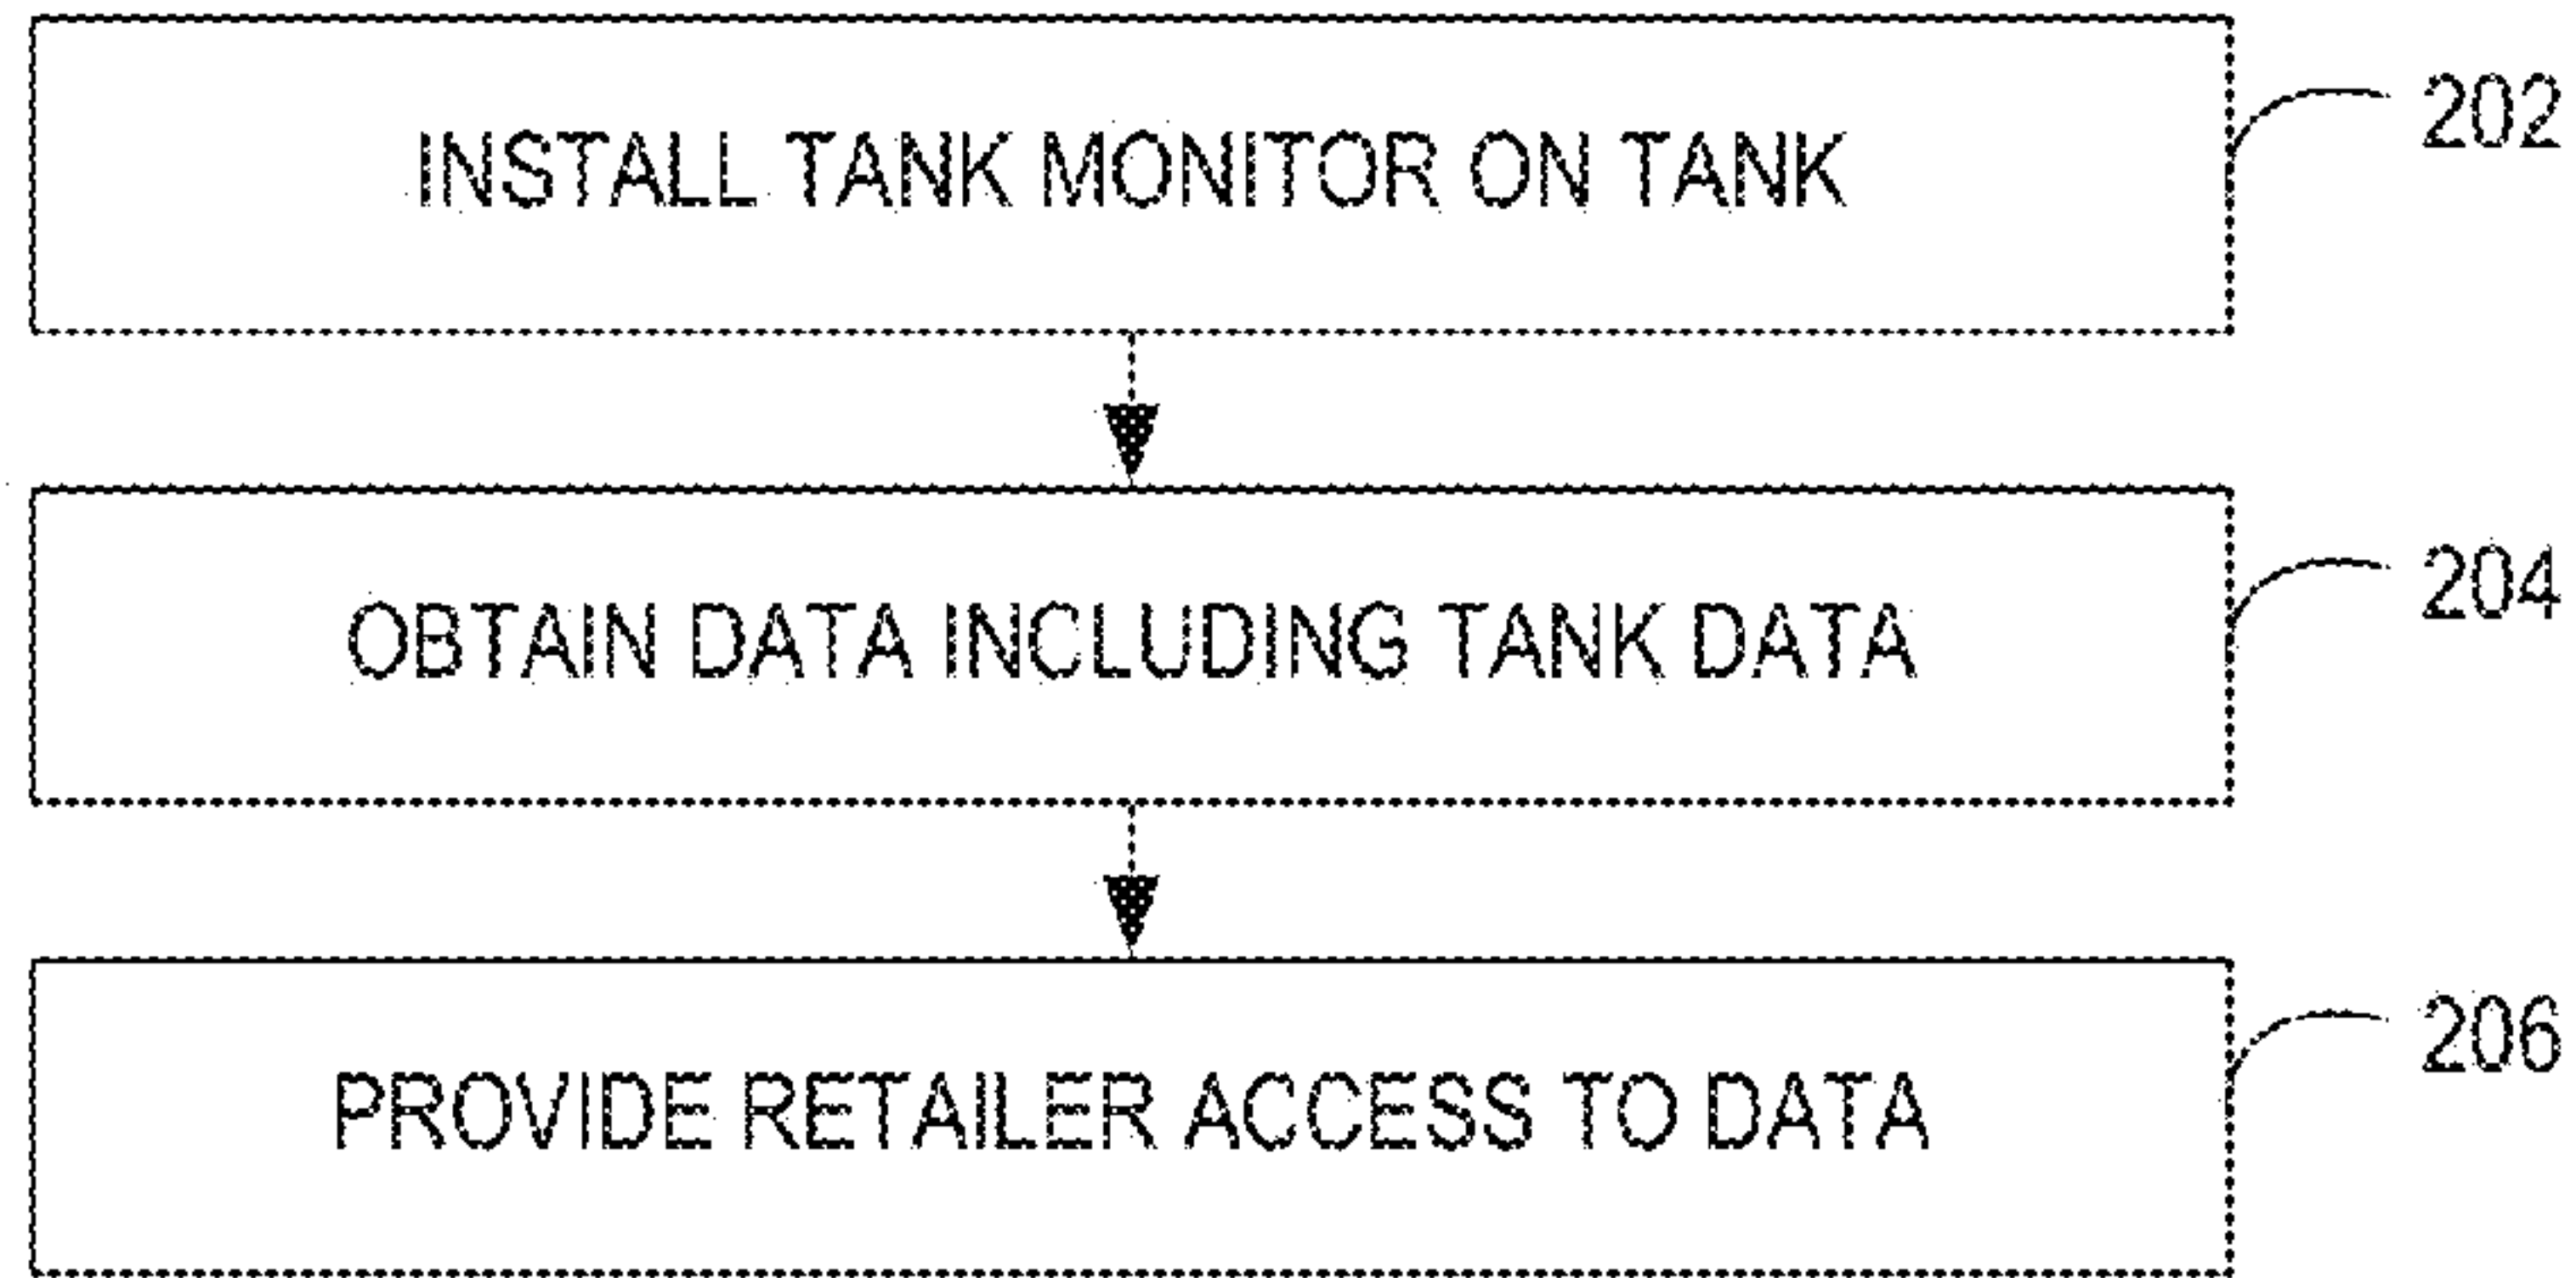 INSTALL TANK MONITOR ON TANK
202
OBTAIN DATA INCLUDING TANK DATA
204
PROVIDE RETAILER ACCESS TO DATA
206